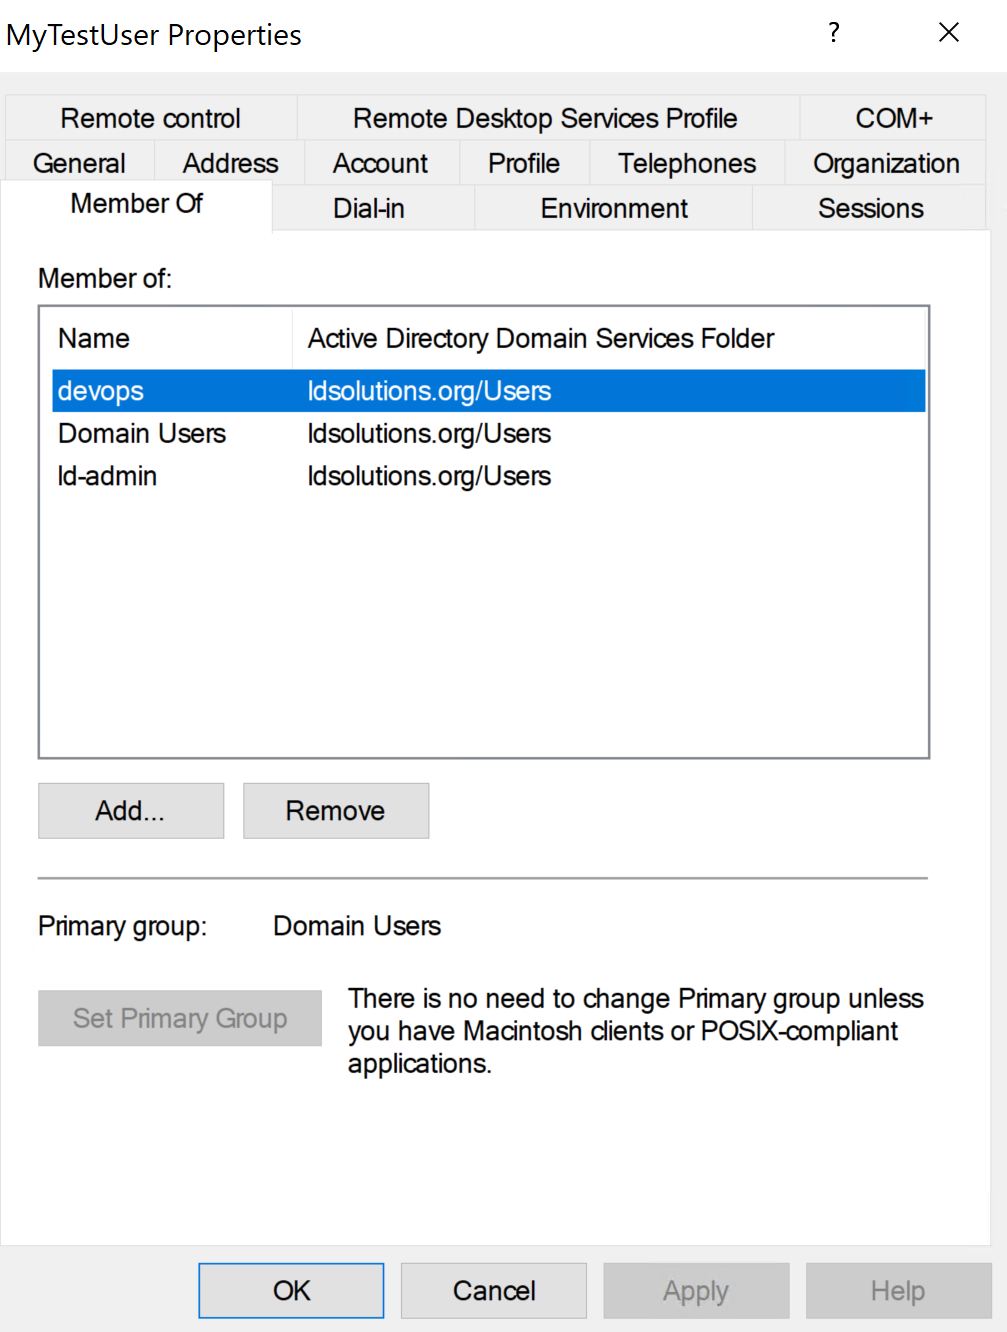 MyTestUser Properties
?
Remote control
Remote Desktop Services Profile
COM+
General
Address
Account
Profile
Telephones
Organization
Member Of
Dial-in
Environment
Sessions
Member of:
Name
Active Directory Domain Services Folder
devops
ldsolutions.org/Users
Domain Users
ldsolutions.org/Users
ld-admin
ldsolutions.org/Users
Add...
Remove
Primary group:
Domain Users
Set Primary Group
There is no need to change Primary group unless
you have Macintosh clients or POSIX-compliant
applications.
OK
Cancel
Apply
Help